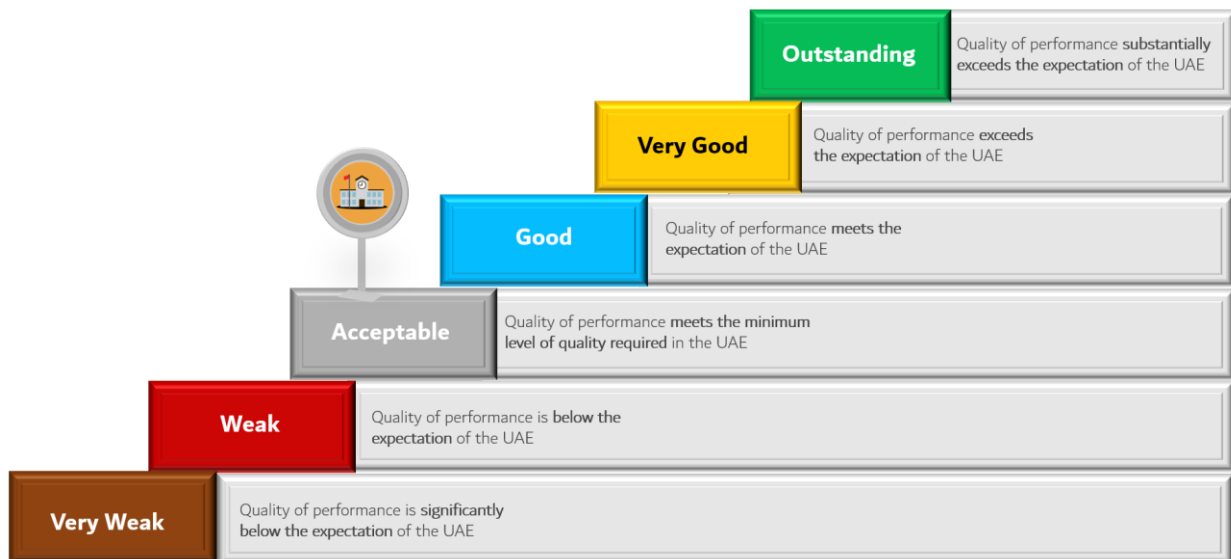 Outstanding
Quality of performance substantially
exceeds the expectation of the UAE
Very Good
Quality of performance exceeds
the expectation of the UAE
Good
Quality of performance meets the
expectation of the UAE
Acceptable
Quality of performance meets the minimum
level of quality required in the UAE
Weak
Quality of performance is below the
expectation of the UAE
Very Weak
Quality of performance is significantly
below the expectation of the UAE